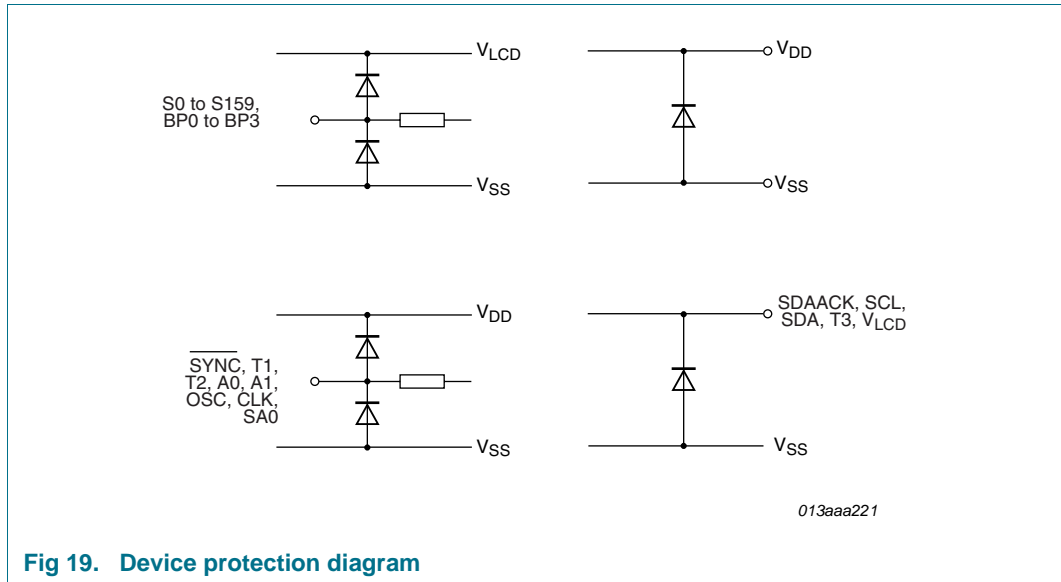 VLCD
S0 to S159,
BP0 to BP3
VSS
VDD
VSS
VDD
SYNC, T1,
T2, A0, A1,
OSC, CLK,
SA0
VSS
SDAACK, SCL,
SDA, T3, VLCD
VSS
013aaa221
Fig 19. Device protection diagram